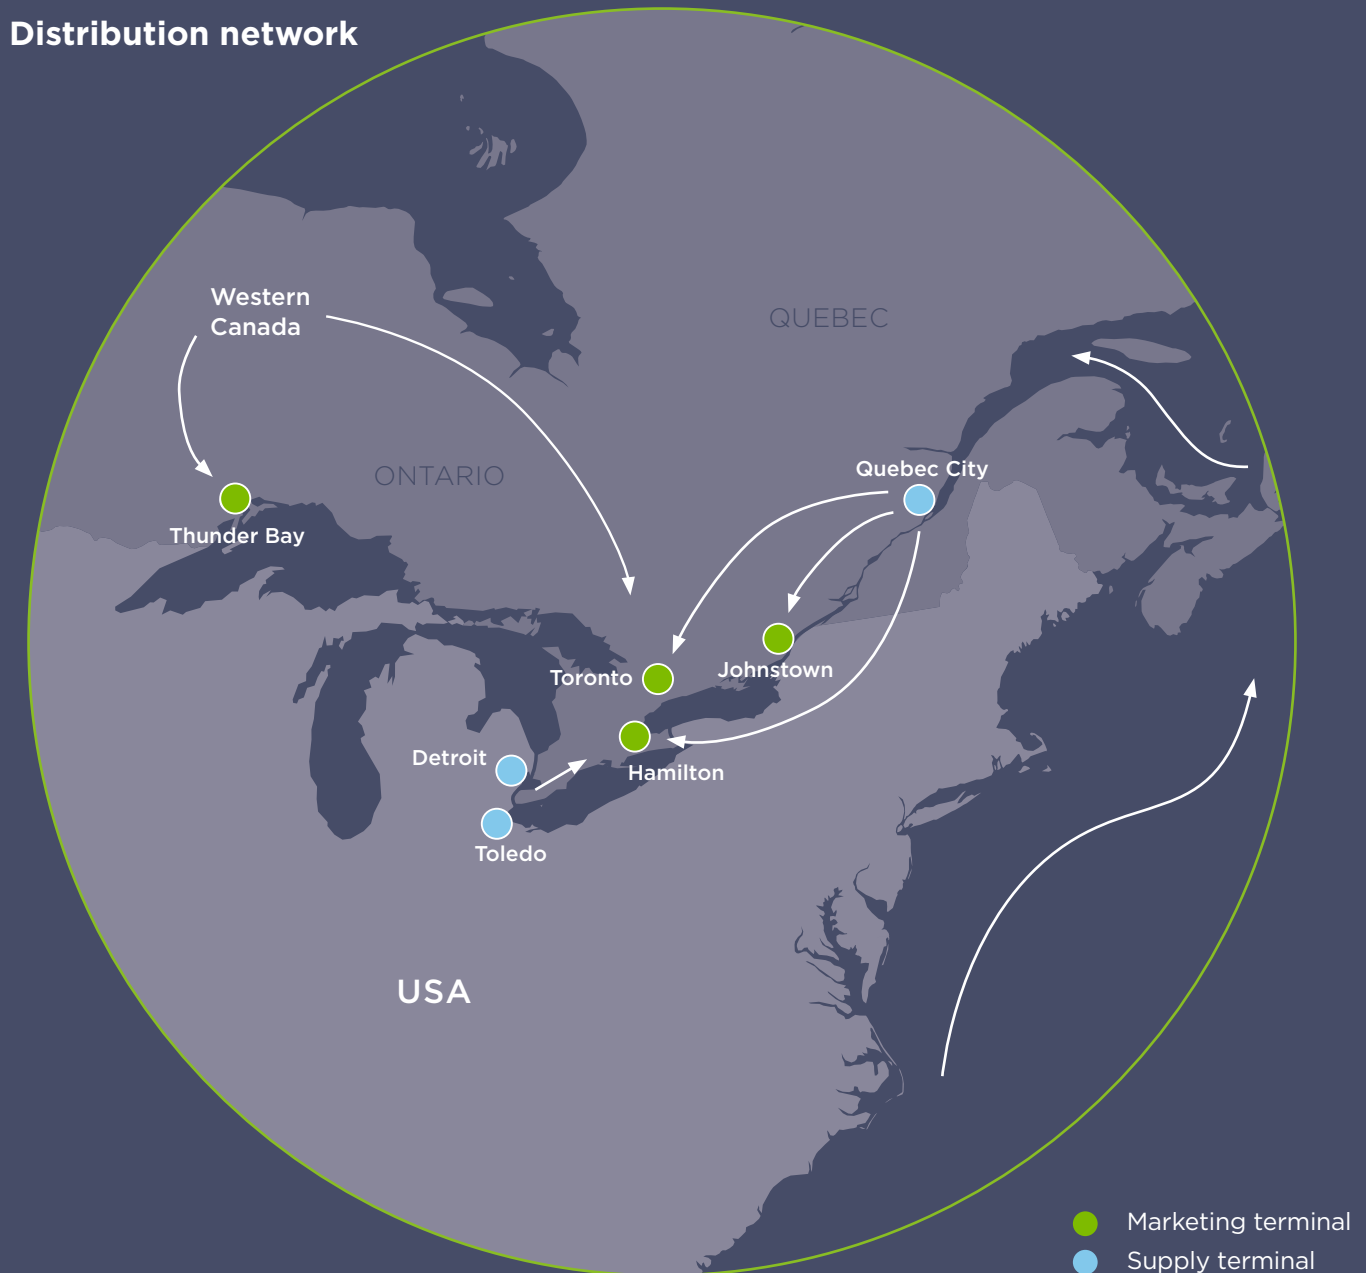 Distribution network
Western
Canada
QUEBEC
ONTARIO
Quebec City
Thunder Bay
Toronto
Johnstown
Detroit
Hamilton
Toledo
USA
Marketing terminal
Supply terminal